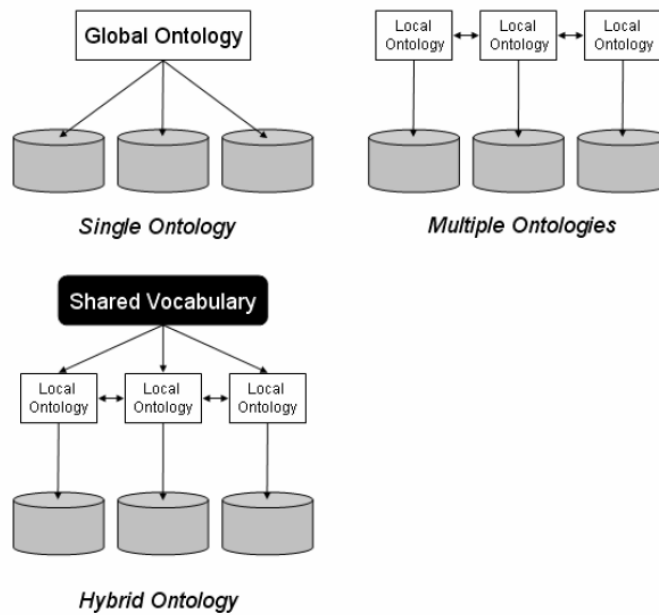 Global Ontology
Single Ontology
Local
Ontology
Local
Ontology
Local
Ontology
Multiple Ontologies
Shared Vocabulary
Local
Ontology
Local
Ontology
Local
Ontology
Hybrid Ontology